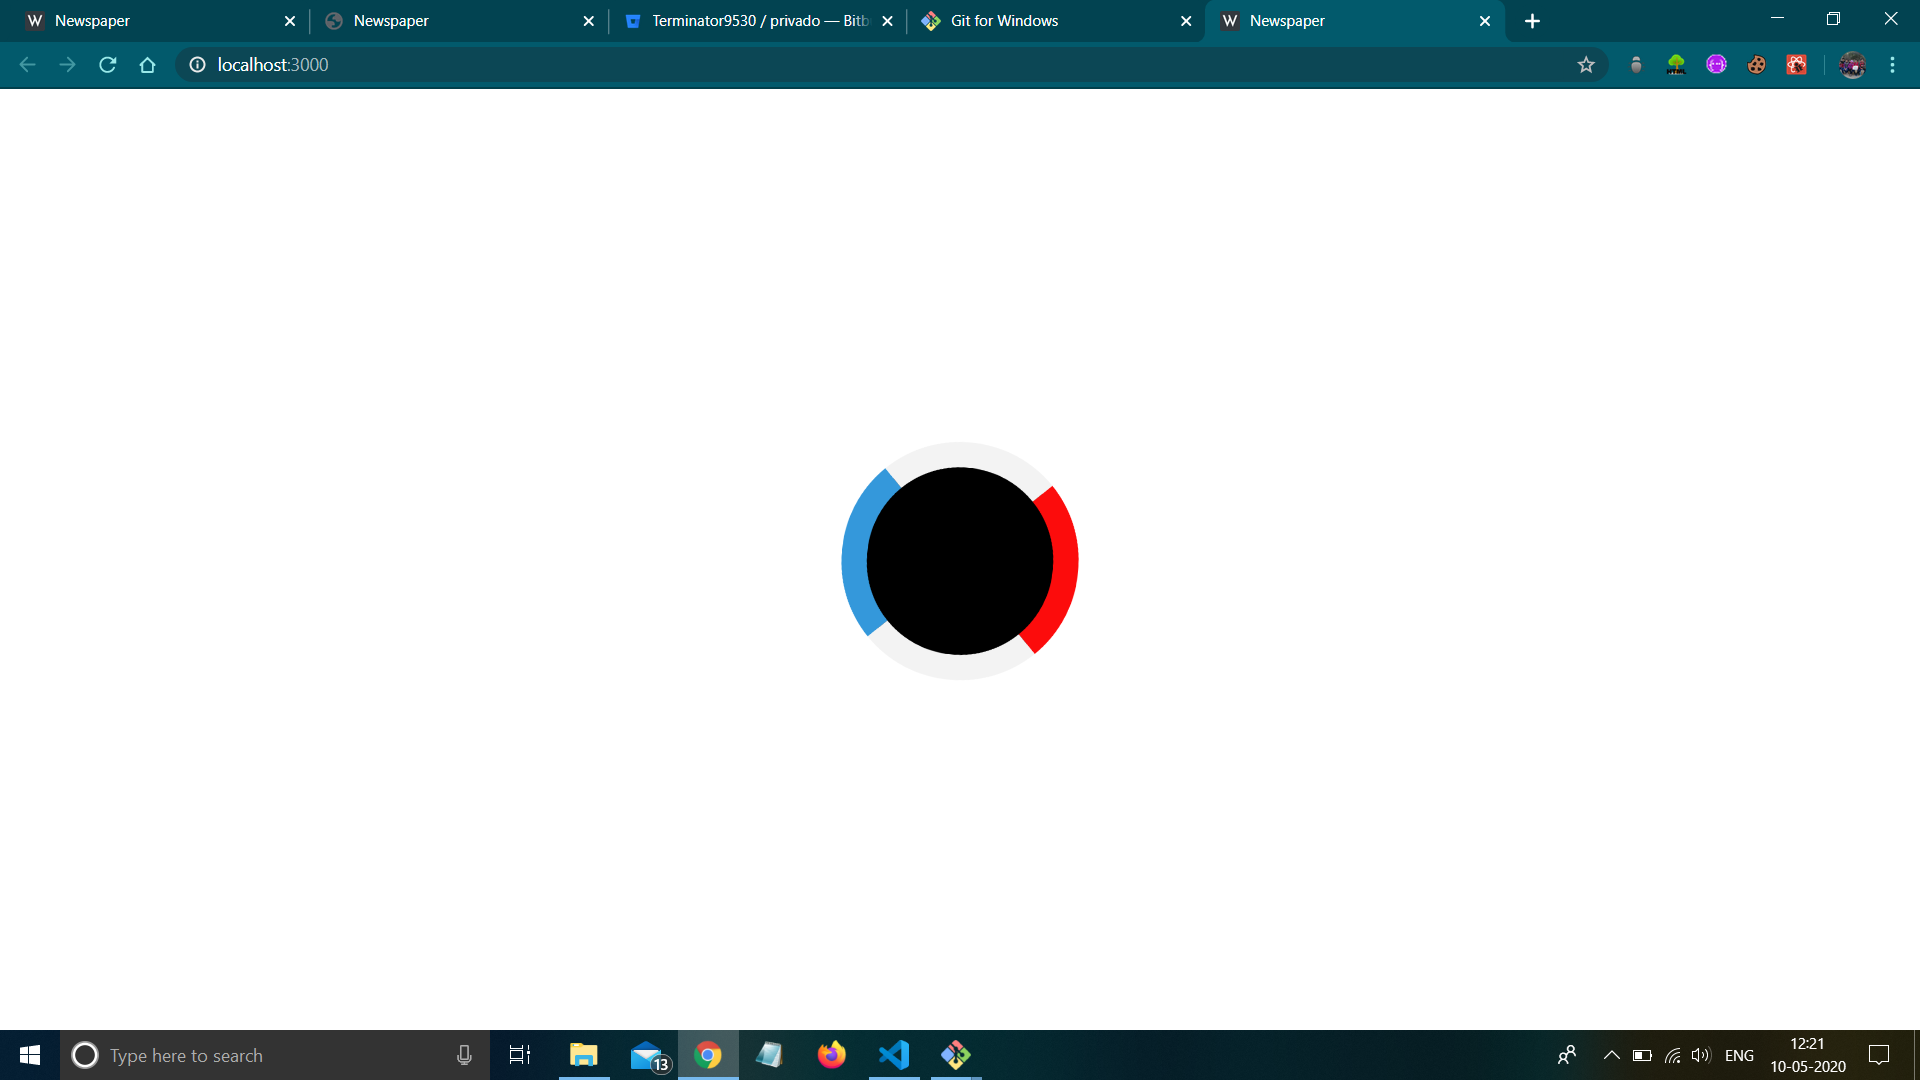 W Newspaper
Newspaper
Terminator9530 / privado — Bitb
Git for Windows
W Newspaper
localhost:3000
Type here to search
13
ENG
12:21
10-05-2020